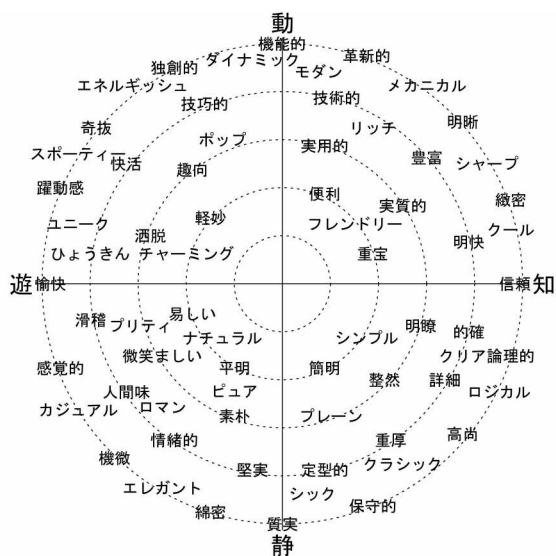 動
機能的
ダイナミック
革新的
独創的
モダン
エネルギッシュ
メカニカル
技巧的
技術的
奇抜
リッチ
明晰
ポップ
実用的
スポーティー
快活
豊富
シャープ
趣向
躍動感
便利
緻密
実質的
軽妙
ユニーク
フレンドリー
クール
洒脱
明快
ひょうきん
チャーミング
重宝
遊
愉快
信頼
知
易しい
滑稽
プリティ
明瞭
的確
ナチュラル
シンプル
微笑ましい
クリア
論理的
感覚的
平明
簡明
整然
詳細
人間味
ピュア
ロジカル
カジュアル
ロマン
素朴
プレーン
情緒的
重厚
高尚
機微
堅実
定型的
クラシック
エレガント
シック
綿密
保守的
質実
静